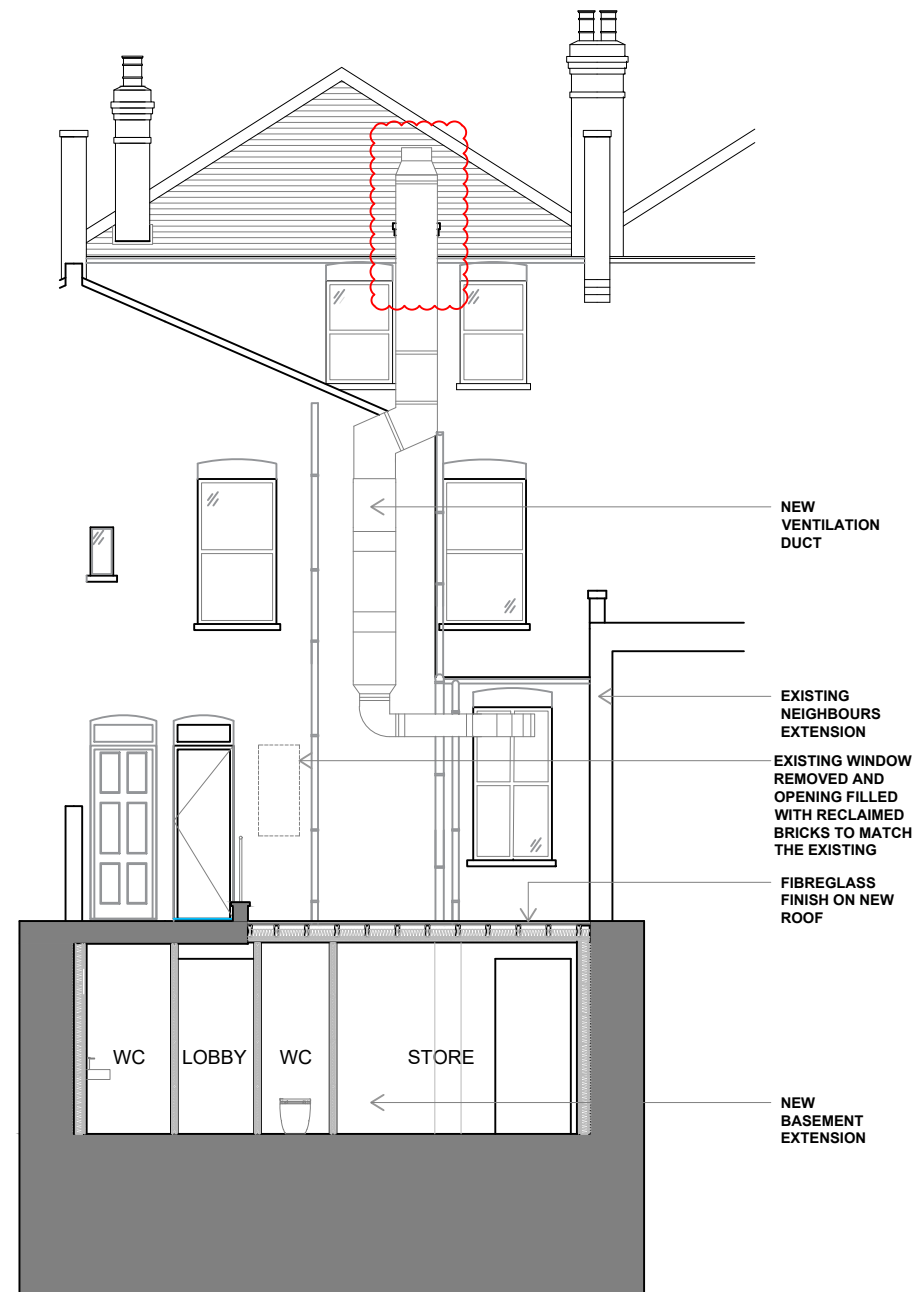 NEW
VENTILATION
DUCT
EXISTING
NEIGHBOURS
EXTENSION
EXISTING WINDOW
REMOVED AND
OPENING FILLED
WITH RECLAIMED
BRICKS TO MATCH
THE EXISTING
FIBREGLASS
FINISH ON NEW
ROOF
WC LOBBY WC STORE
NEW
BASEMENT
EXTENSION